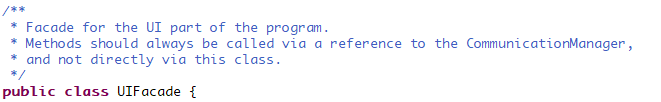 /**
 * Facade for the UI part of the program.
 * Methods should always be called via a reference to the CommunicationManager,
 * and not directly via this class.
 */
public class UIFacade {